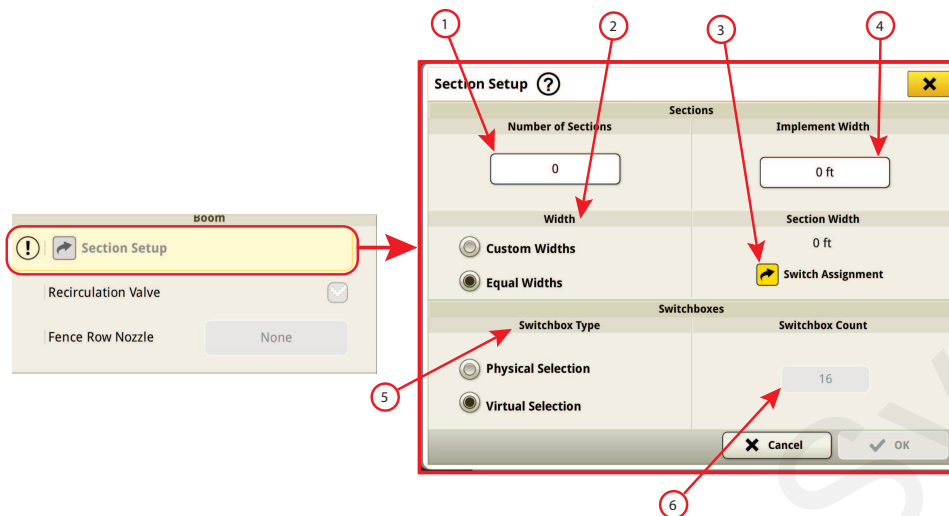 1
2
3
4
Section Setup ?
Sections
Number of Sections
Implement Width
0
0 ft
Width
Section Width
Custom Widths
0 ft
Equal Widths
Switch Assignment
Switchboxes
Switchbox Type
Switchbox Count
Physical Selection
16
Virtual Selection
Cancel
OK
Boom
! Section Setup
Recirculation Valve
Fence Row Nozzle
None
5
6